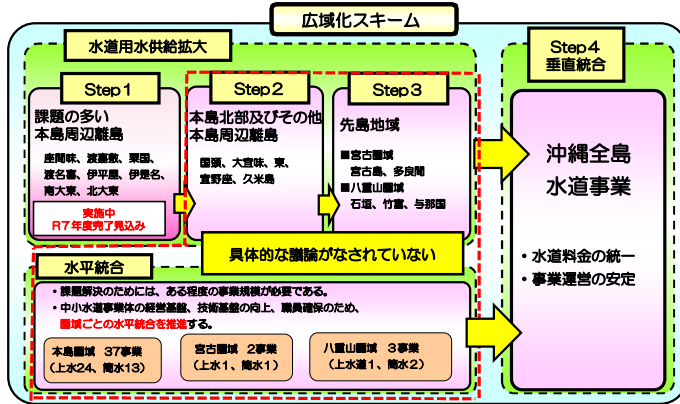 広域化スキーム
水道用水供給拡大
Step1
課題の多い
本島周辺離島
座間味、渡嘉敷、粟国、
渡名喜、伊平屋、伊是名、
南大東、北大東
実施中
R7年度完了見込み
Step2
本島北部及びその他
本島周辺離島
国頭、大宜味、東、
宜野座、久米島
Step3
先島地域
■宮古圏域
宮古島、多良間
■八重山圏域
石垣、竹富、与那国
Step4
垂直統合
沖縄全島
水道事業
・水道料金の統一
・事業運営の安定
具体的な議論がなされていない
水平統合
・課題解決のためには、ある程度の事業規模が必要である。
・中小水道事業体の経営基盤、技術基盤の向上、職員確保のため、
圏域ごとの水平統合を推進する。
本島圏域 37事業
(上水24、簡水13)
宮古圏域 2事業
(上水1、簡水1)
八重山圏域 3事業
(上水道1、簡水2)